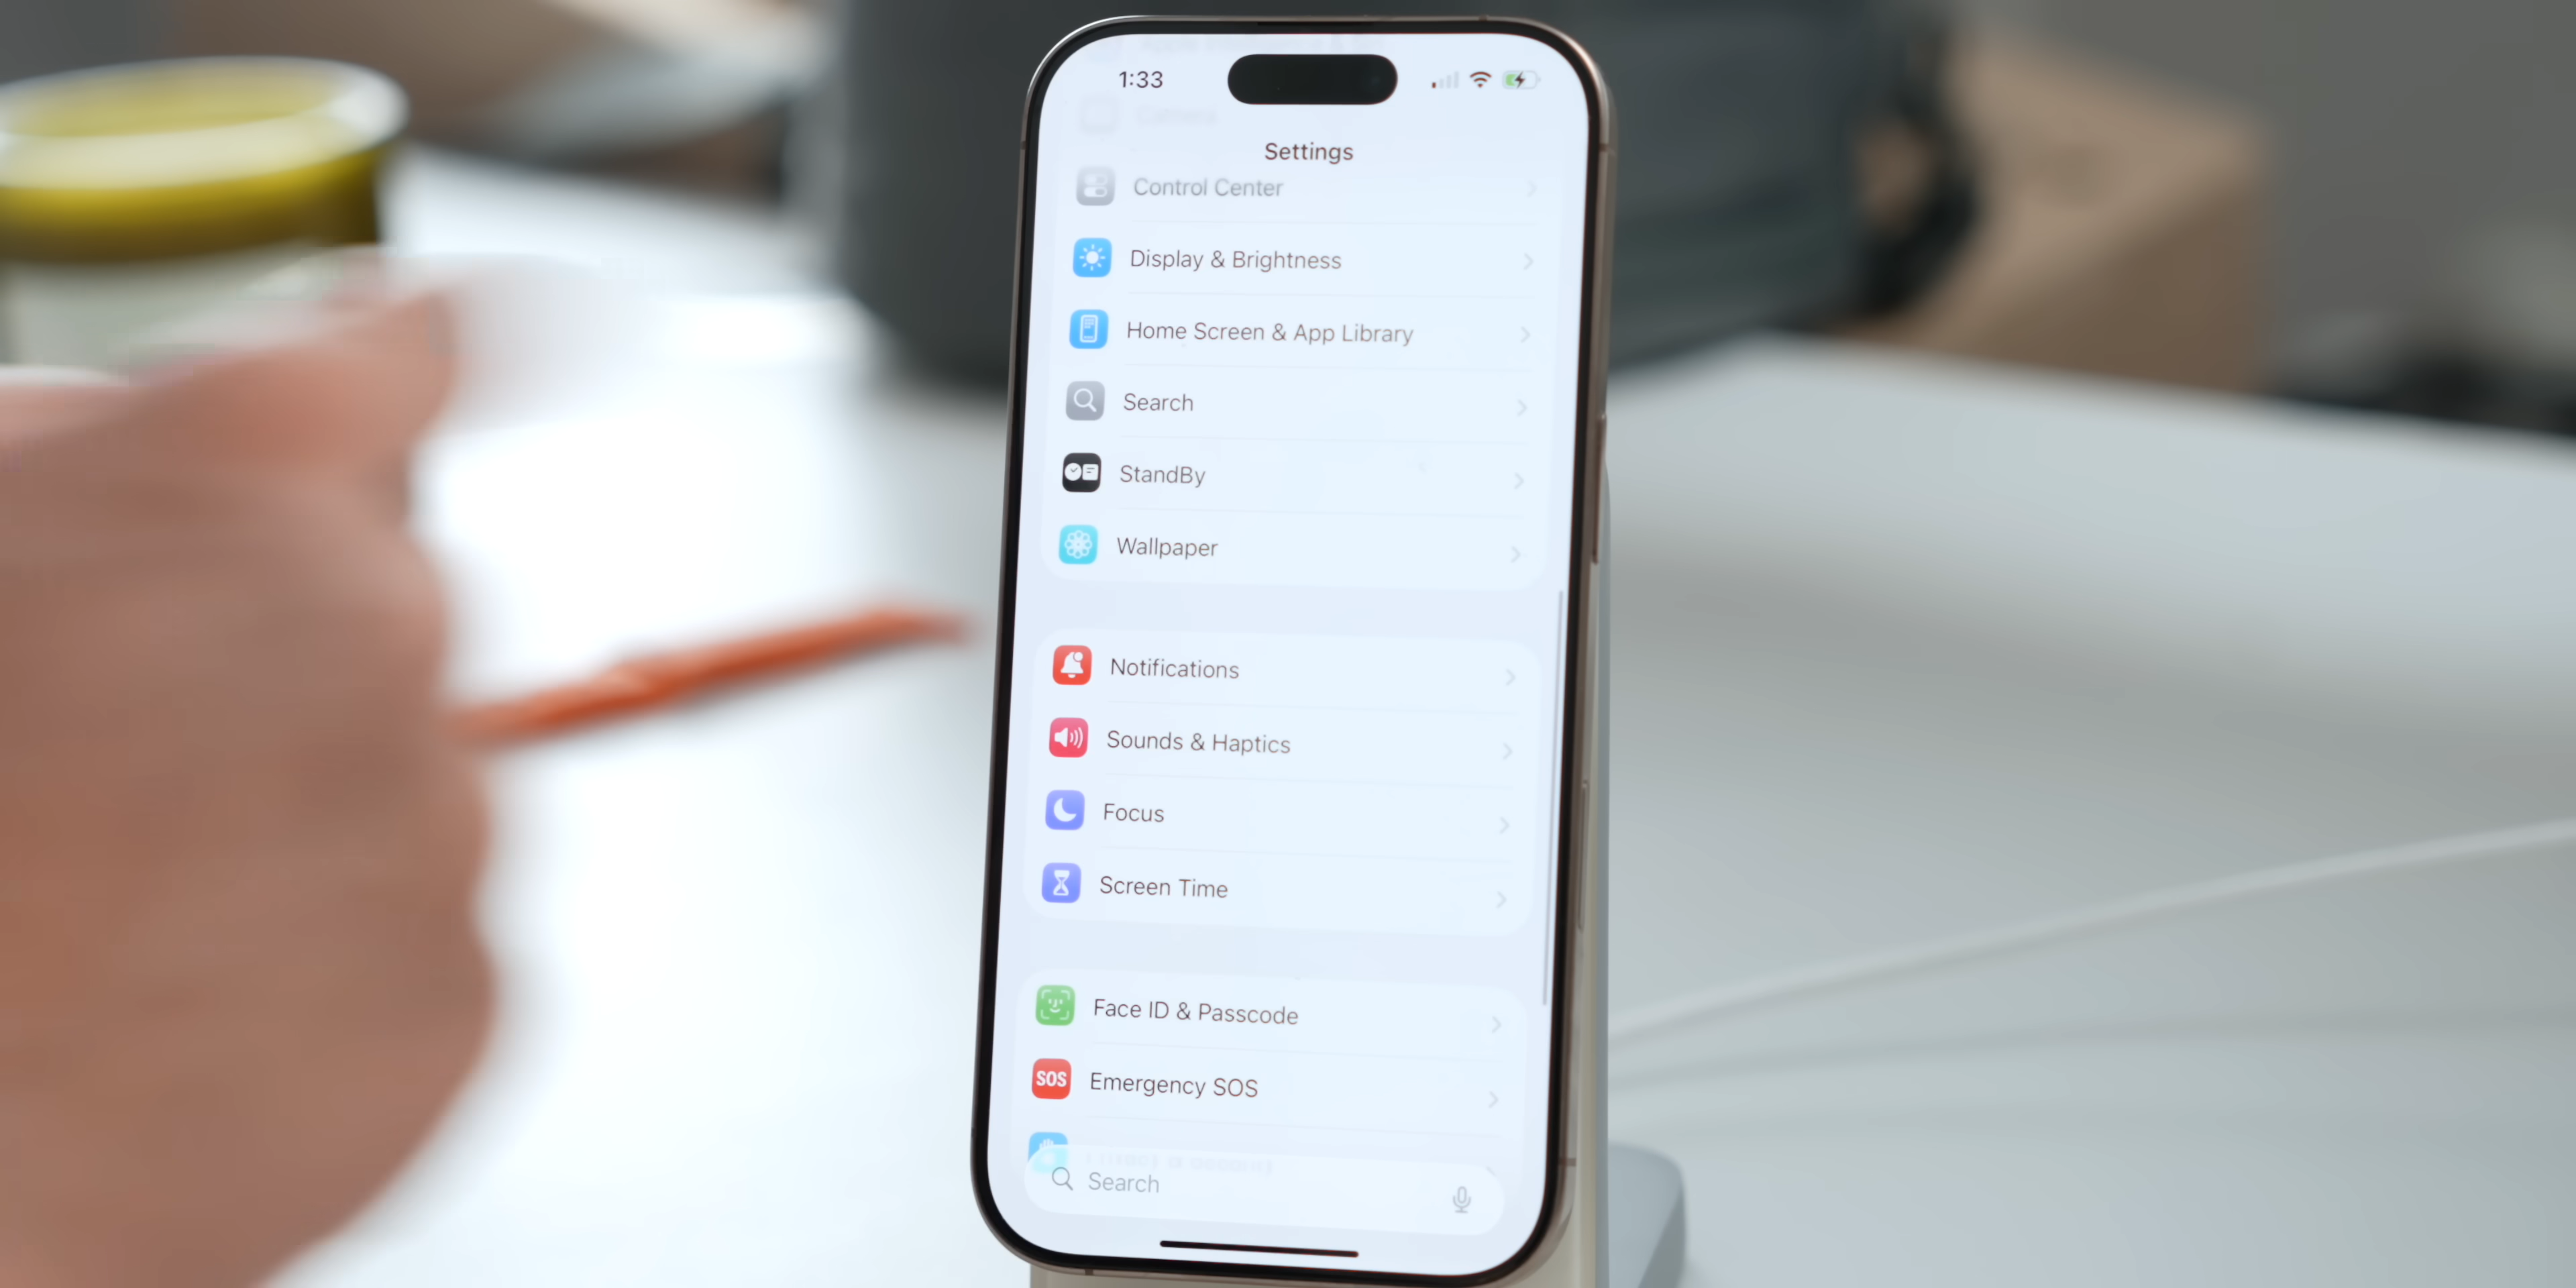 1:33
Camera
Settings
Control Center
Display & Brightness
Home Screen & App Library
Search
StandBy
Wallpaper
Notifications
Sounds & Haptics
Focus
Screen Time
Face ID & Passcode
SOS
Emergency SOS
Search